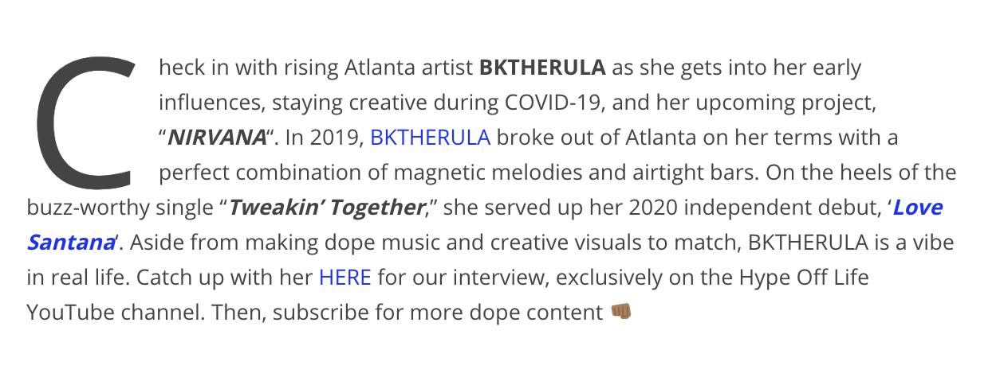 Check in with rising Atlanta artist BKTHERULA as she gets into her early
influences, staying creative during COVID-19, and her upcoming project,
“NIRVANA“. In 2019, BKTHERULA broke out of Atlanta on her terms with a
perfect combination of magnetic melodies and airtight bars. On the heels of the
buzz-worthy single “Tweakin’ Together,” she served up her 2020 independent debut, ‘Love
Santana‘. Aside from making dope music and creative visuals to match, BKTHERULA is a vibe
in real life. Catch up with her HERE for our interview, exclusively on the Hype Off Life
YouTube channel. Then, subscribe for more dope content 👊🏾